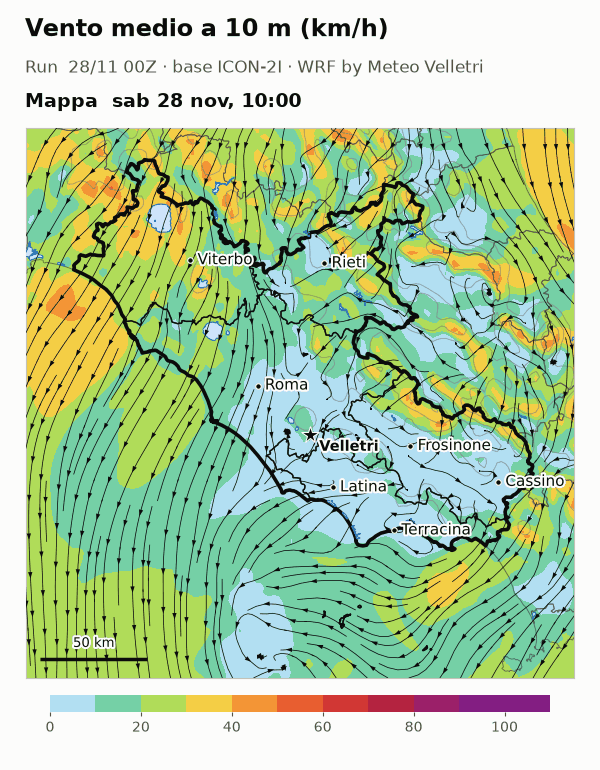 Vento medio a 10 m (km/h)
Run  28/11 00Z · base ICON-2I · WRF by Meteo Velletri
Mappa  sab 28 nov, 10:00
Viterbo
Rieti
Roma
Velletri
Frosinone
Cassino
Latina
Terracina
50 km
0 20 40 60 80 100